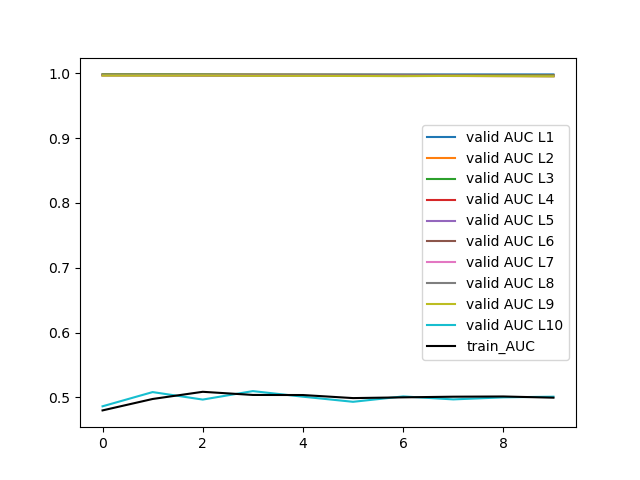 1.0
0.9
0.8
0.7
0.6
0.5
0 2 4 6 8
valid AUC L1
valid AUC L2
valid AUC L3
valid AUC L4
valid AUC L5
valid AUC L6
valid AUC L7
valid AUC L8
valid AUC L9
valid AUC L10
train_AUC